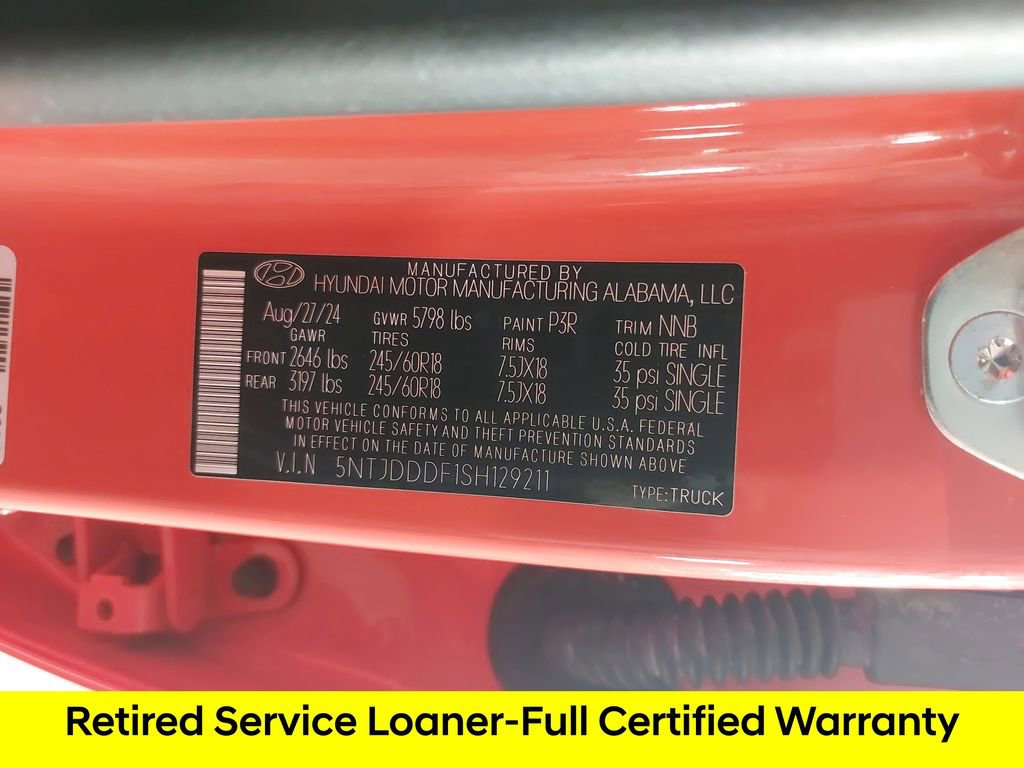 MANUFACTURED BY
HYUNDAI MOTOR MANUFACTURING ALABAMA, LLC
Aug/27/24 GVWR 5798 lbs PAINT P3R TRIM NNB
GAWR TIRES RIMS COLD TIRE INFL
FRONT 2646 lbs 245/60R18 7.5JX18 35 psi SINGLE
REAR 3197 lbs 245/60R18 7.5JX18 35 psi SINGLE
THIS VEHICLE CONFORMS TO ALL APPLICABLE U.S.A. FEDERAL
MOTOR VEHICLE SAFETY AND THEFT PREVENTION STANDARDS
IN EFFECT ON THE DATE OF MANUFACTURE SHOWN ABOVE
V.I.N 5NTJDDDF1SH129211
TYPE:TRUCK
Retired Service Loaner-Full Certified Warranty